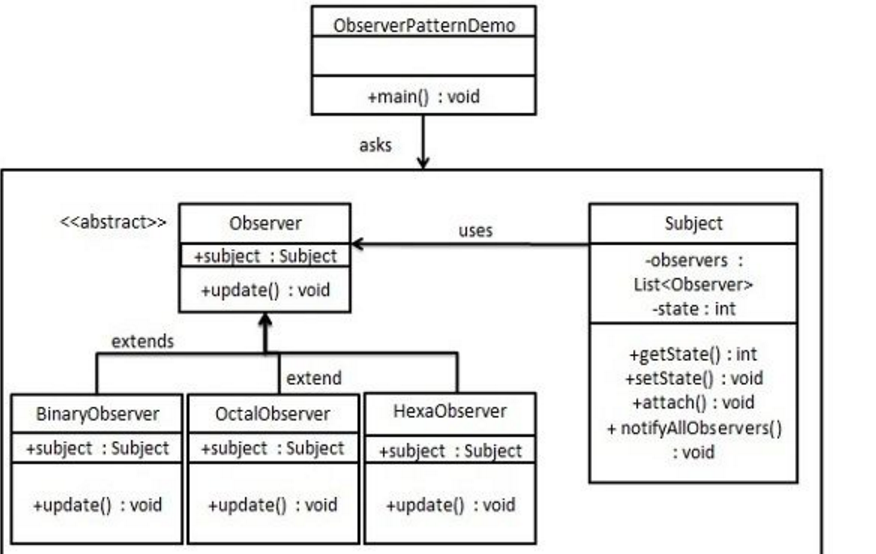 ObserverPatternDemo
+main() : void
asks
<<abstract>>
Observer
+subject : Subject
+update() : void
uses
Subject
-observers :
List<Observer>
-state : int
+getState() : int
+setState() : void
+attach() : void
+ notifyAllObservers()
: void
extends
extend
BinaryObserver
+subject : Subject
+update() : void
OctalObserver
+subject : Subject
+update() : void
HexaObserver
+subject : Subject
+update() : void